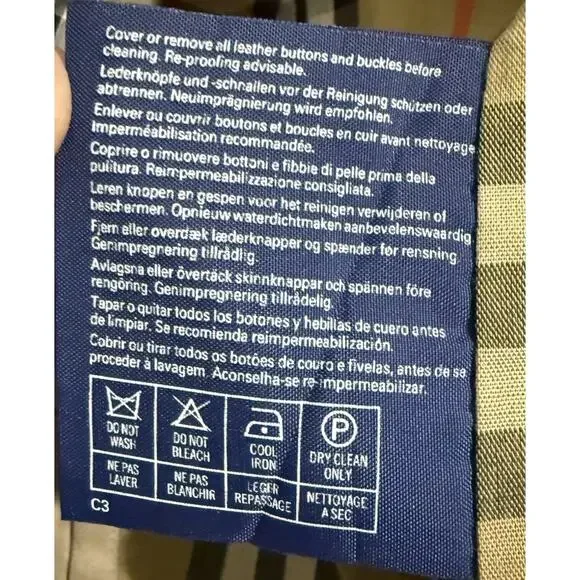 Cover or remove all leather buttons and buckles before
cleaning. Re-proofing advisable.
Lederknöpfe und -schnallen vor der Reinigung schützen oder
abtrennen. Neuimprägnierung wird empfohlen.
Enlever ou couvrir boutons et boucles en cuir avant nettoyage
Imperméabilisation recommandée.
Coprire o rimuovere bottoni e fibbie di pelle prima della
pulitura. Reimpermeabilizzazione consigliata.
Leren knopen en gespen voor het reinigen verwijderen of
beschermen. Opnieuw waterdichtmaken aanbevelenswaardig.
Fjern eller overdæk læderknapper og spænder før rensning.
Genimpregnering tillrådlig.
Avlagsna eller övertäck skinnknappar och spännen före
rengöring. Genimpregnering tillrådelig.
Tapar o quitar todos los botones y hebillas de cuero antes
de limpiar. Se recomienda reimpermeabilización.
Cobrir ou tirar todos os botões de couro e fivelas, antes de se
proceder à lavagem. Aconselha-se re-impermeabilizar.
DO NOT WASH
DO NOT BLEACH
COOL IRON
P
DRY CLEAN ONLY
NE PAS LAVER
NE PAS BLANCHIR
LEGER REPASSAGE
NETTOYAGE A SEC
C3